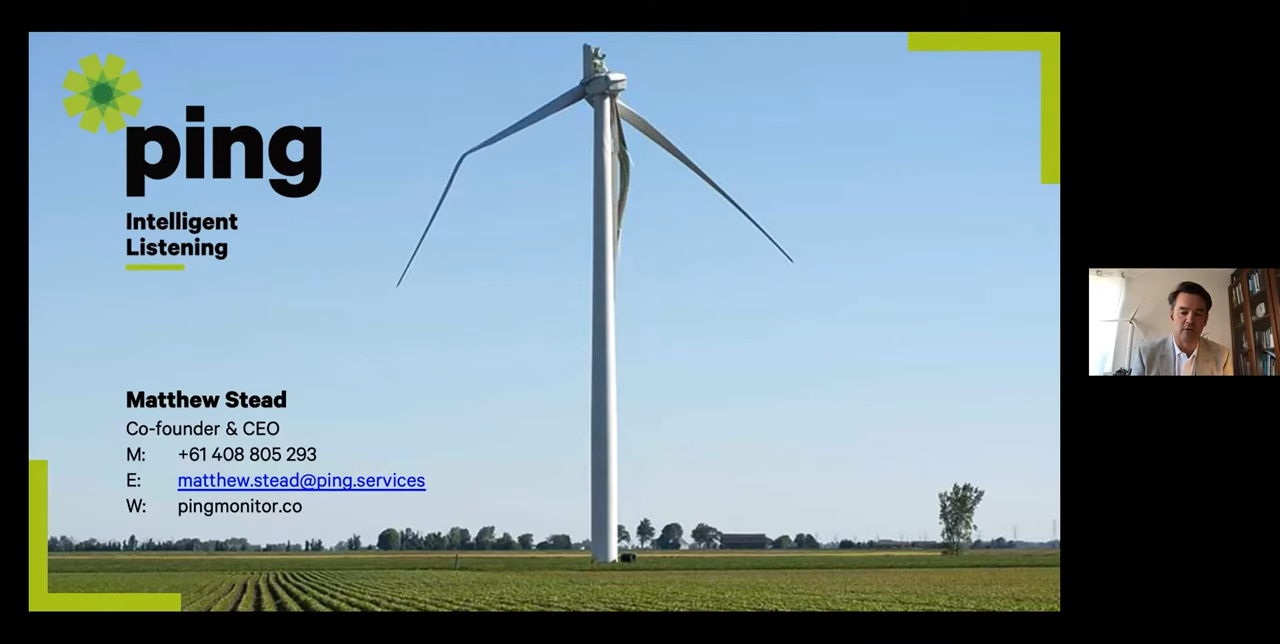 ping
Intelligent
Listening
Matthew Stead
Co-founder & CEO
M: +61 408 805 293
E: matthew.stead@ping.services
W: pingmonitor.co